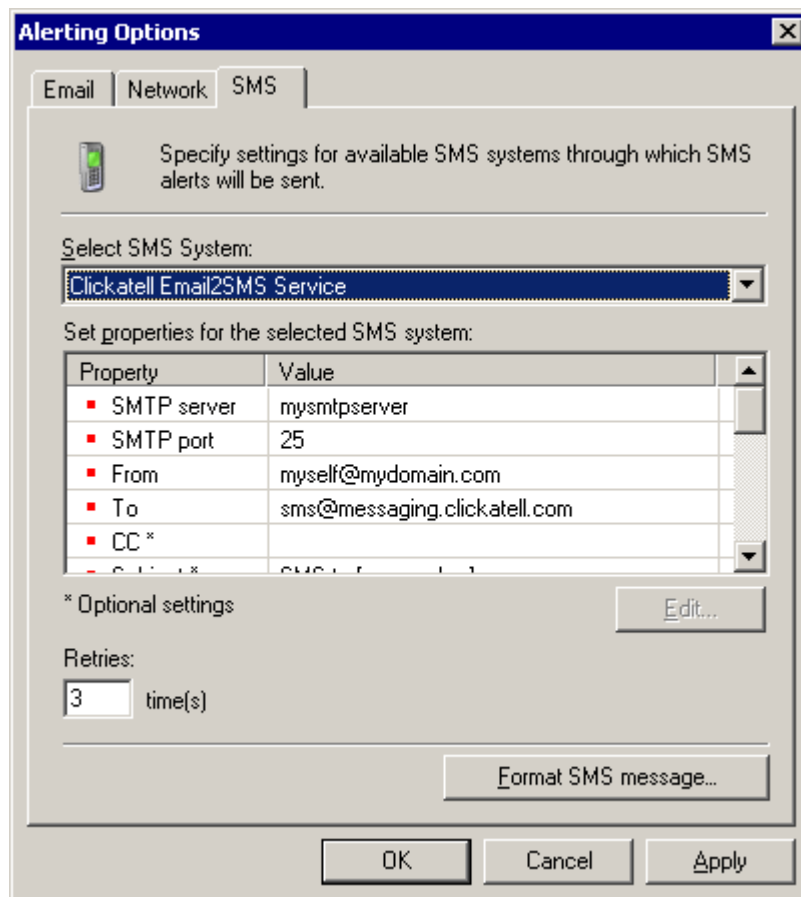 Alerting Options
Email Network SMS
Specify settings for available SMS systems through which SMS
alerts will be sent.
Select SMS System:
Clickatell Email2SMS Service
Set properties for the selected SMS system:
Property Value
SMTP server mysmtpserver
SMTP port 25
From myself@mydomain.com
To sms@messaging.clickatell.com
CC *
* Optional settings
Edit...
Retries:
3 time(s)
Format SMS message...
OK Cancel Apply